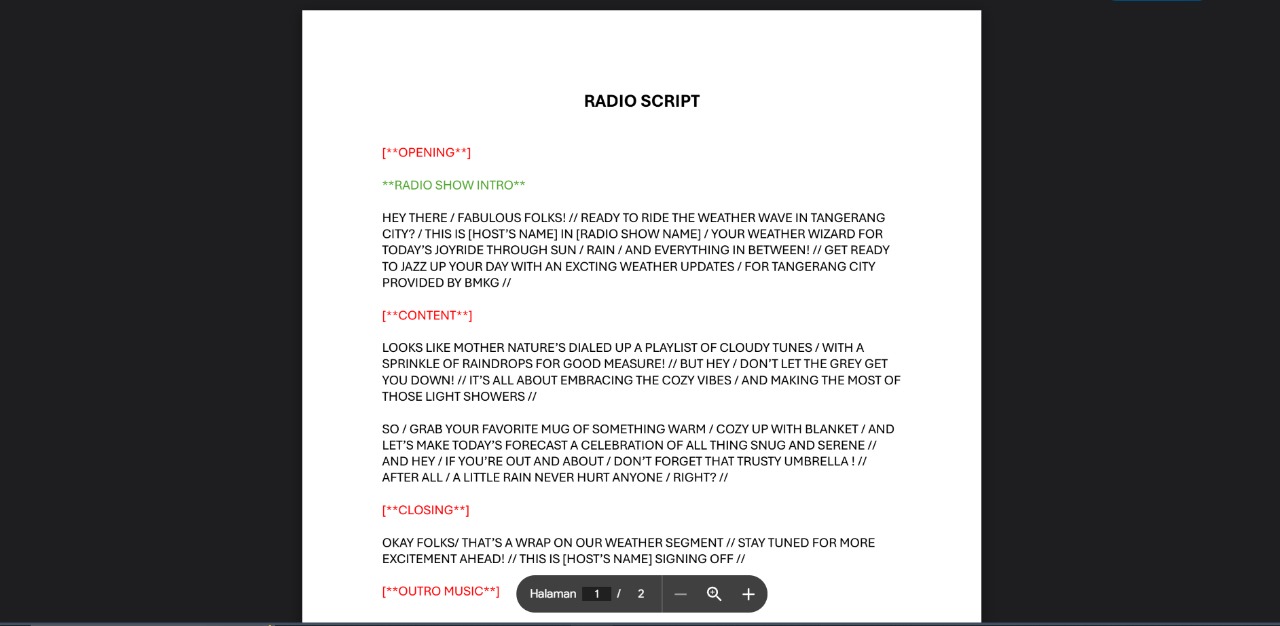 RADIO SCRIPT
[**OPENING**]
**RADIO SHOW INTRO**
HEY THERE / FABULOUS FOLKS! // READY TO RIDE THE WEATHER WAVE IN TANGERANG
CITY? / THIS IS [HOST'S NAME] IN [RADIO SHOW NAME] / YOUR WEATHER WIZARD FOR
TODAY'S JOYRIDE THROUGH SUN / RAIN / AND EVERYTHING IN BETWEEN! // GET READY
TO JAZZ UP YOUR DAY WITH AN EXCTING WEATHER UPDATES / FOR TANGERANG CITY
PROVIDED BY BMKG //
[**CONTENT**]
LOOKS LIKE MOTHER NATURE'S DIALED UP A PLAYLIST OF CLOUDY TUNES / WITH A
SPRINKLE OF RAINDROPS FOR GOOD MEASURE! // BUT HEY / DON'T LET THE GREY GET
YOU DOWN! // IT'S ALL ABOUT EMBRACING THE COZY VIBES / AND MAKING THE MOST OF
THOSE LIGHT SHOWERS //
SO / GRAB YOUR FAVORITE MUG OF SOMETHING WARM / COZY UP WITH BLANKET / AND
LET'S MAKE TODAY'S FORECAST A CELEBRATION OF ALL THING SNUG AND SERENE //
AND HEY / IF YOU'RE OUT AND ABOUT / DON'T FORGET THAT TRUSTY UMBRELLA ! //
AFTER ALL / A LITTLE RAIN NEVER HURT ANYONE / RIGHT? //
[**CLOSING**]
OKAY FOLKS/ THAT'S A WRAP ON OUR WEATHER SEGMENT // STAY TUNED FOR MORE
EXCITEMENT AHEAD! // THIS IS [HOST'S NAME] SIGNING OFF //
[**OUTRO MUSIC**]
Halaman 1 / 2